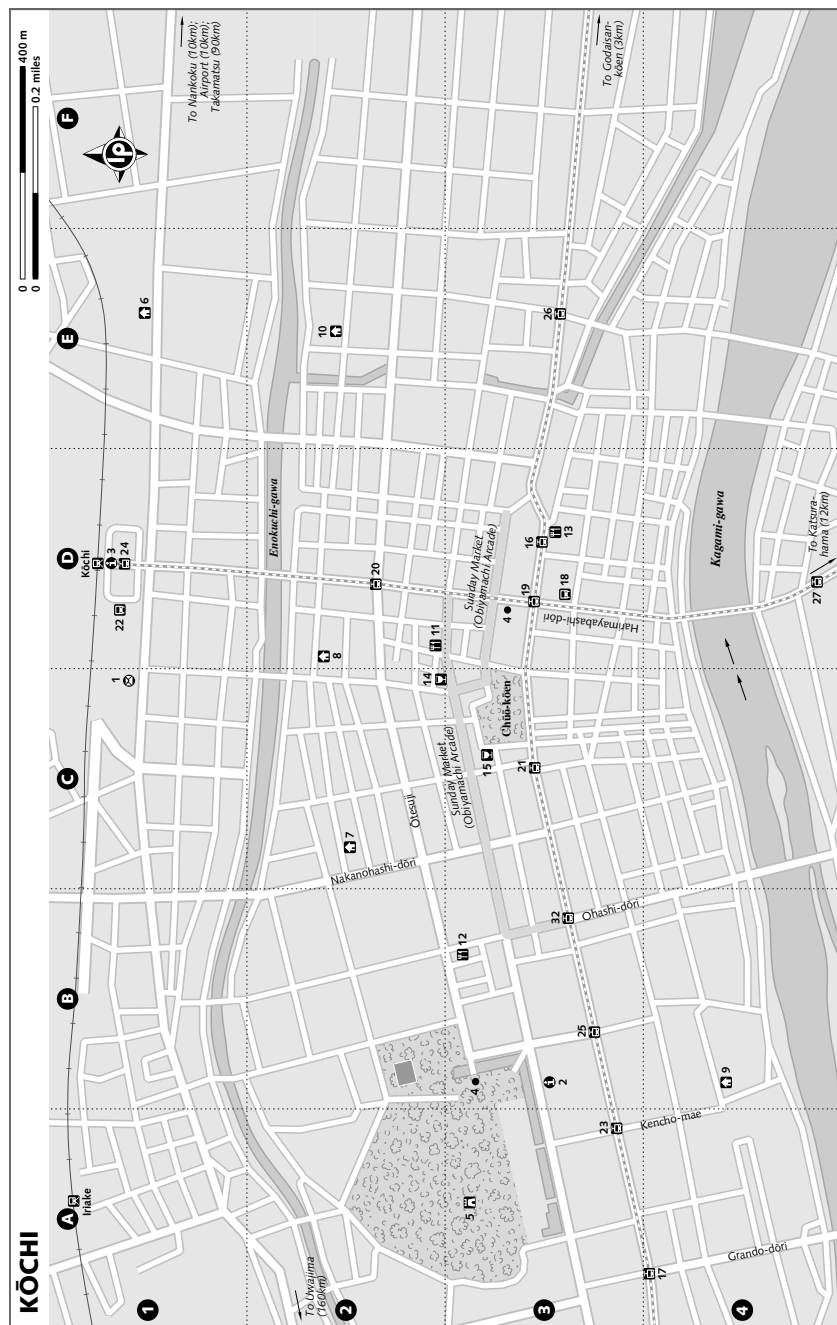 KŌCHI
0 400 m
0 0.2 miles
A
B
C
D
E
F
1
2
3
4
lp
To Nankoku (10km);
Airport (10km);
Takamatsu (90km)
Iriake
Kōchi
3
24
22
1
6
Enokuchi-gawa
To Uwajima
(160km)
10
20
8
7
Nakanohashi-dōri
Ōtesuji
11
14
Sunday Market
(Obiyamachi Arcade)
Sunday Market
(Obiyamachi Arcade)
12
4
5
2
15
Chūō-kōen
21
4
19
18
16
13
26
To Godaisan-
kōen (3km)
Harimayabashi-dōri
32
Ohashi-dōri
25
23
Kencho-mae
9
17
Grando-dōri
Kagami-gawa
27
To Katsura-
hama (12km)